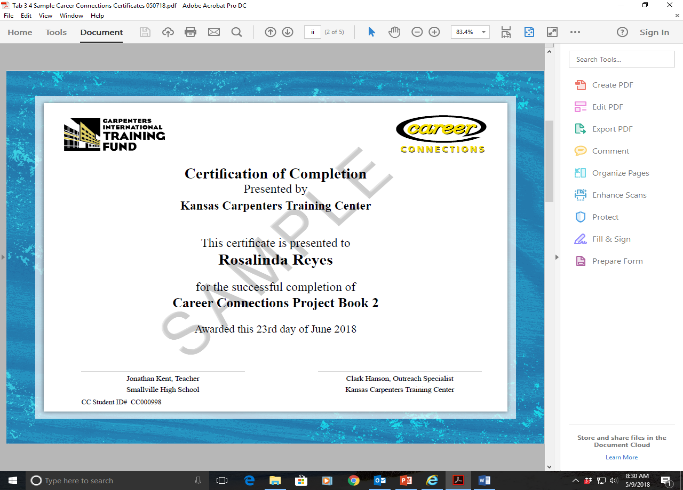 Tab 3 4 Sample Career Connections Certificates 050718.pdf - Adobe Acrobat Pro DC
File Edit View Window Help
Home Tools Document
(2 of 5)
83.4%
Sign In
Search Tools...
Create PDF
Edit PDF
Export PDF
Comment
Organize Pages
Enhance Scans
Protect
Fill & Sign
Prepare Form
Store and share files in the
Document Cloud
Learn More
CARPENTERS
INTERNATIONAL
TRAINING
FUND
career
CONNECTIONS
SAMPLE
Certification of Completion
Presented by
Kansas Carpenters Training Center
This certificate is presented to
Rosalinda Reyes
for the successful completion of
Career Connections Project Book 2
Awarded this 23rd day of June 2018
Jonathan Kent, Teacher
Smallville High School
CC Student ID# CC000998
Clark Hanson, Outreach Specialist
Kansas Carpenters Training Center
Type here to search
8:30 AM
5/9/2018